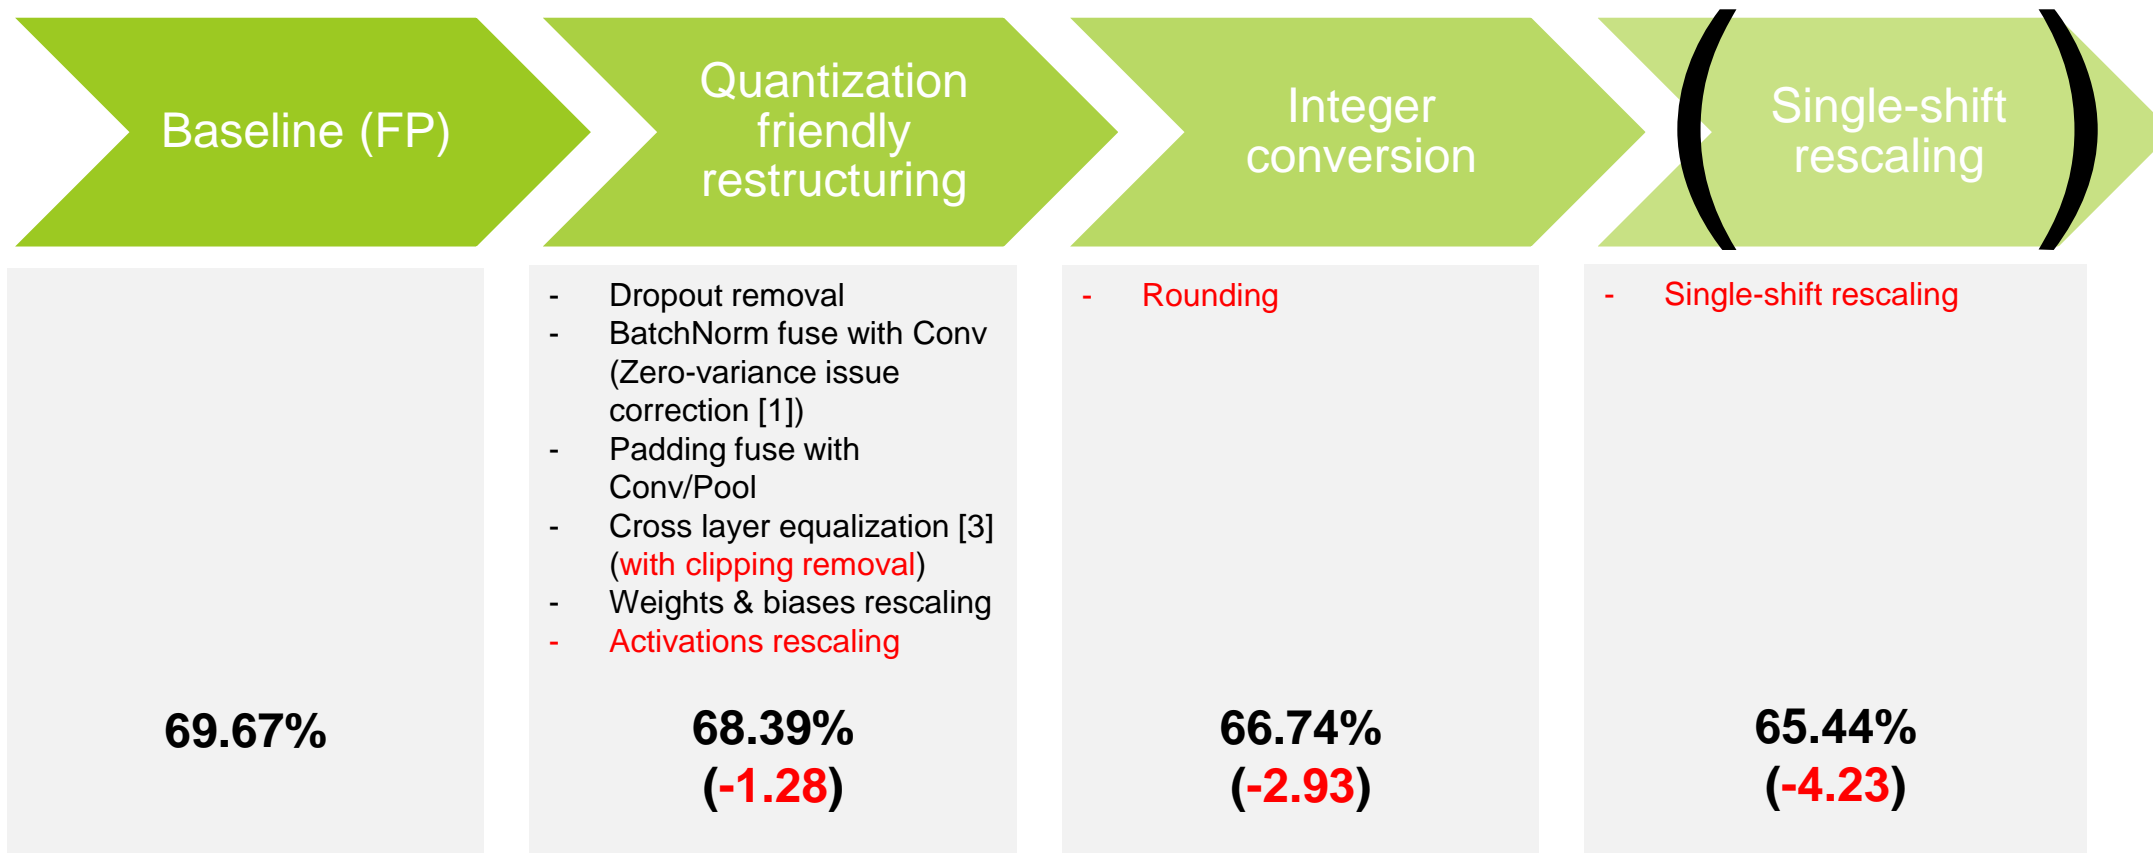 Baseline (FP)
Quantization
friendly
restructuring
Integer
conversion
(Single-shift
rescaling)
69.67%
- Dropout removal
- BatchNorm fuse with Conv
(Zero-variance issue
correction [1])
- Padding fuse with
Conv/Pool
- Cross layer equalization [3]
(with clipping removal)
- Weights & biases rescaling
- Activations rescaling
68.39%
(-1.28)
- Rounding
66.74%
(-2.93)
- Single-shift rescaling
65.44%
(-4.23)